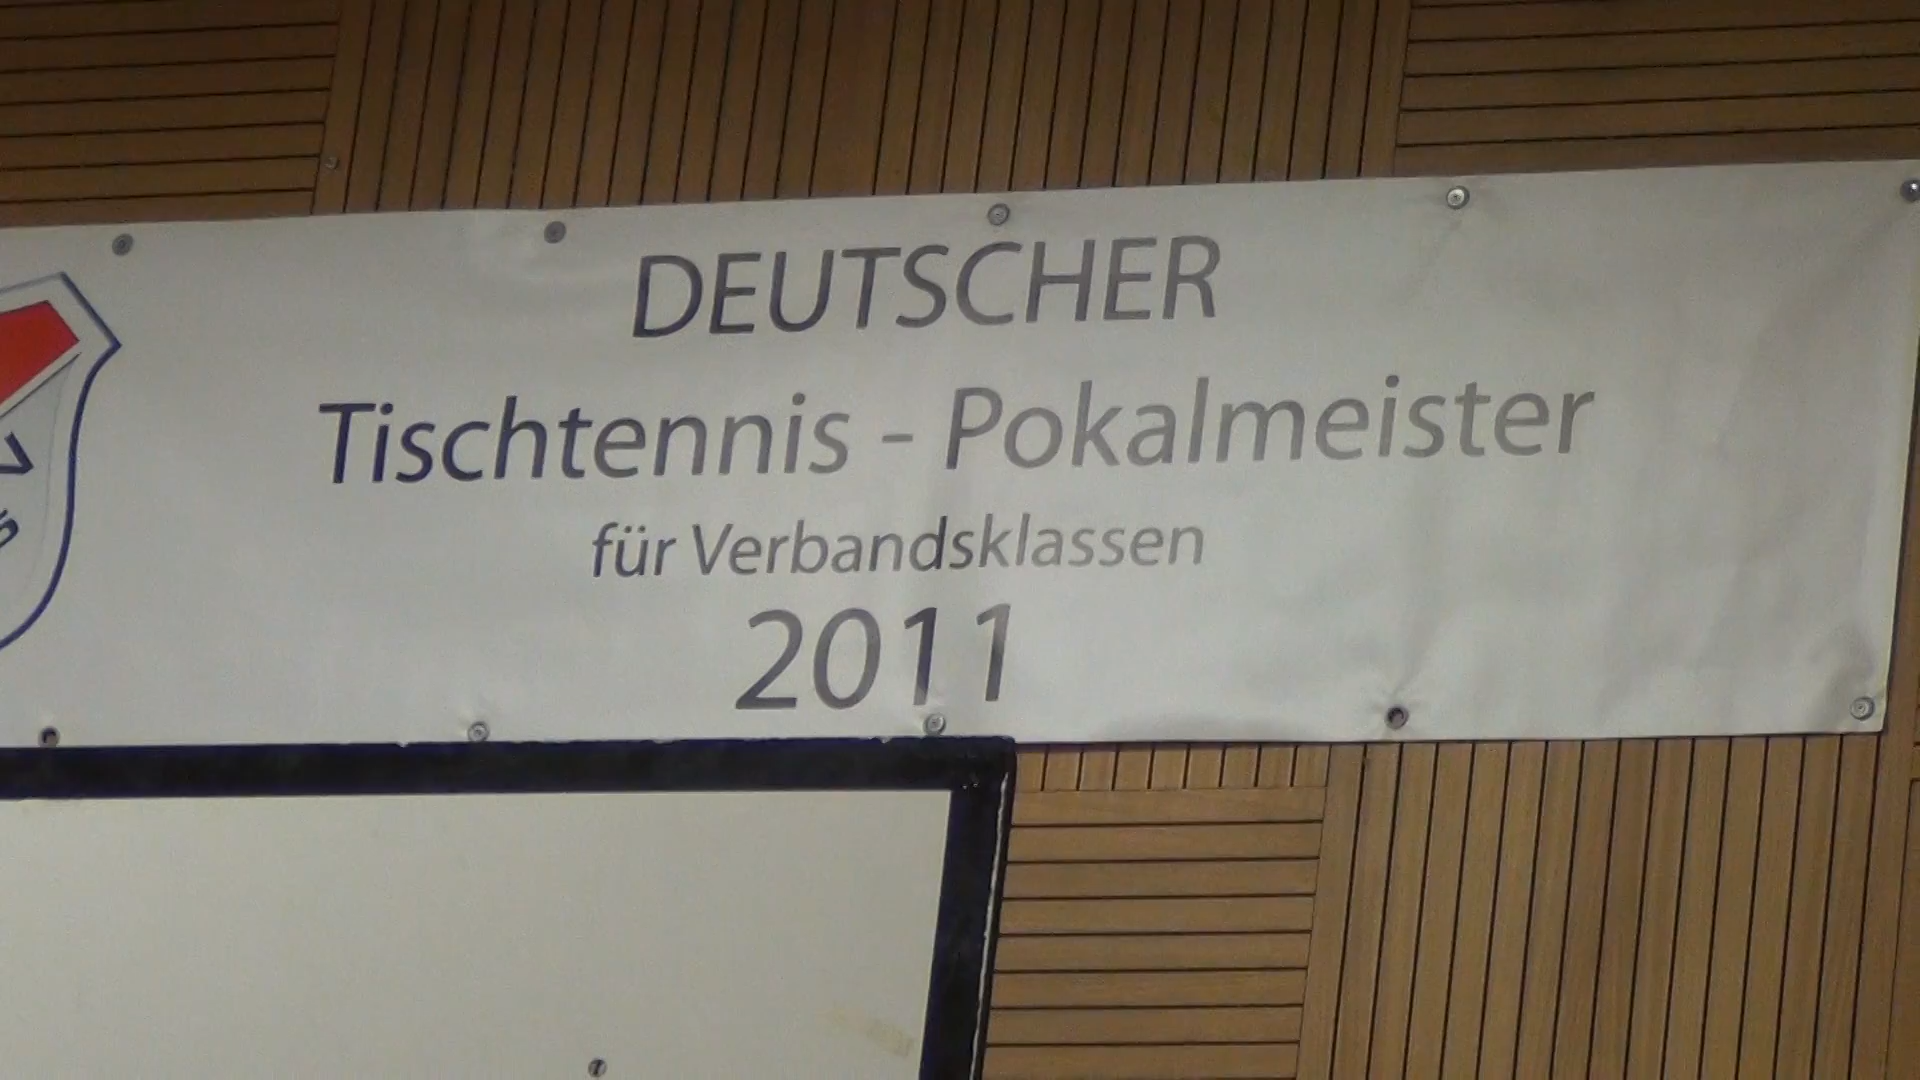 DEUTSCHER
Tischtennis - Pokalmeister
für Verbandsklassen
2011